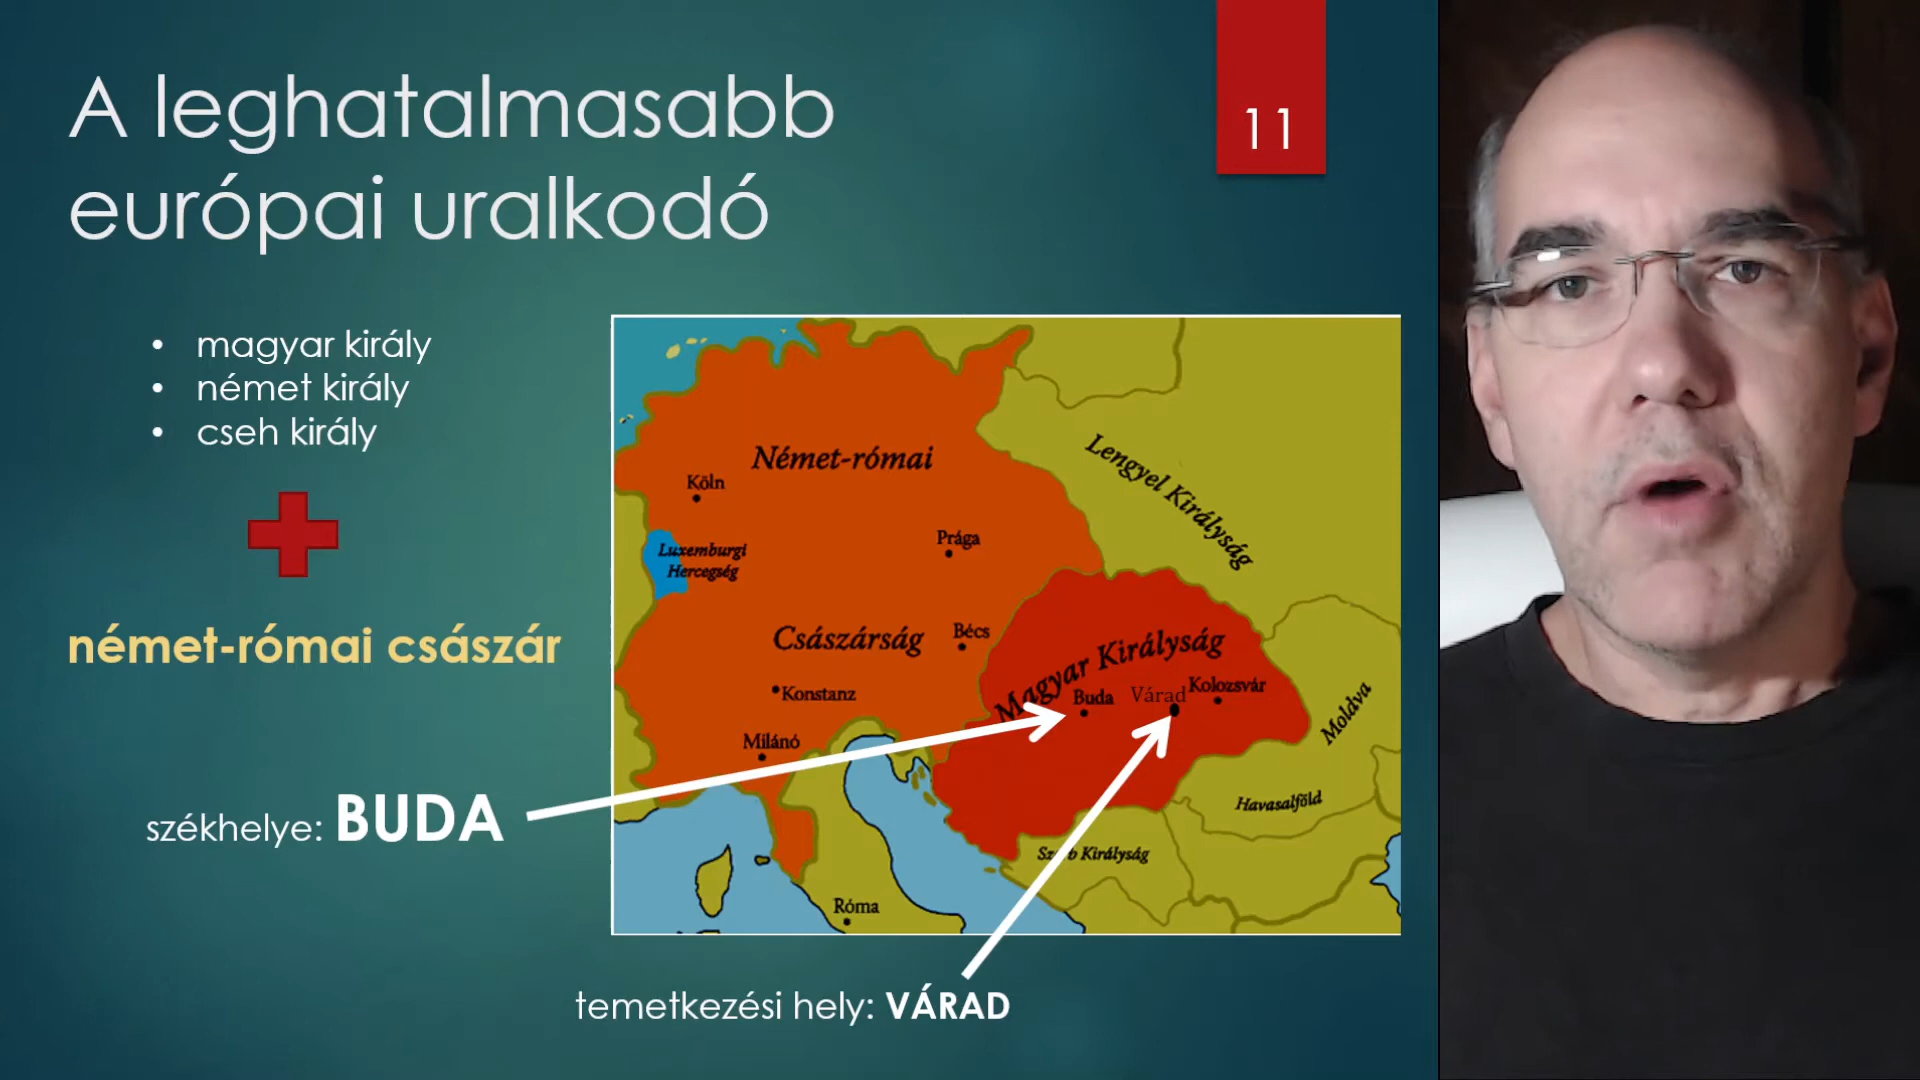 A leghatalmasabb
európai uralkodó
11
• magyar király
• német király
• cseh király
német-római császár
székhelye: BUDA
temetkezési hely: VÁRAD
Német-római
Köln
Lengyel Királyság
Prága
Luxemburgi
Hercegség
Császárság
Bécs
Magyar Királyság
Konstanz
Buda
Várad
Kolozsvár
Moldva
Milánó
Havasalföld
Szerb Királyság
Róma